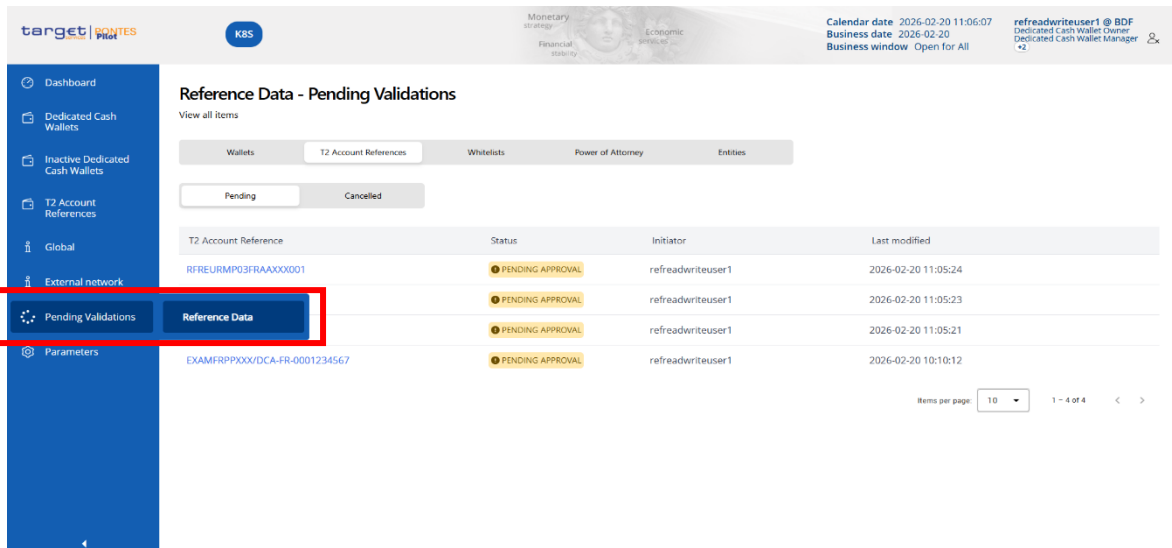 target | PONTES
Pilot
K8S
Monetary
strategy
Economic
services
Financial
stability
Calendar date 2026-02-20 11:06:07
Business date 2026-02-20
Business window Open for All
refreadwriteuser1 @ BDF
Dedicated Cash Wallet Owner
Dedicated Cash Wallet Manager
+2
Dashboard
Dedicated Cash
Wallets
Inactive Dedicated
Cash Wallets
T2 Account
References
Global
External network
Pending Validations
Reference Data
Parameters
Reference Data - Pending Validations
View all items
Wallets T2 Account References Whitelists Power of Attorney Entities
Pending Cancelled
T2 Account Reference Status Initiator Last modified
RFREURMP03FRAAXXX001 PENDING APPROVAL refreadwriteuser1 2026-02-20 11:05:24
PENDING APPROVAL refreadwriteuser1 2026-02-20 11:05:23
PENDING APPROVAL refreadwriteuser1 2026-02-20 11:05:21
EXAMFRPPXXX/DCA-FR-0001234567 PENDING APPROVAL refreadwriteuser1 2026-02-20 10:10:12
Items per page: 10 1 – 4 of 4